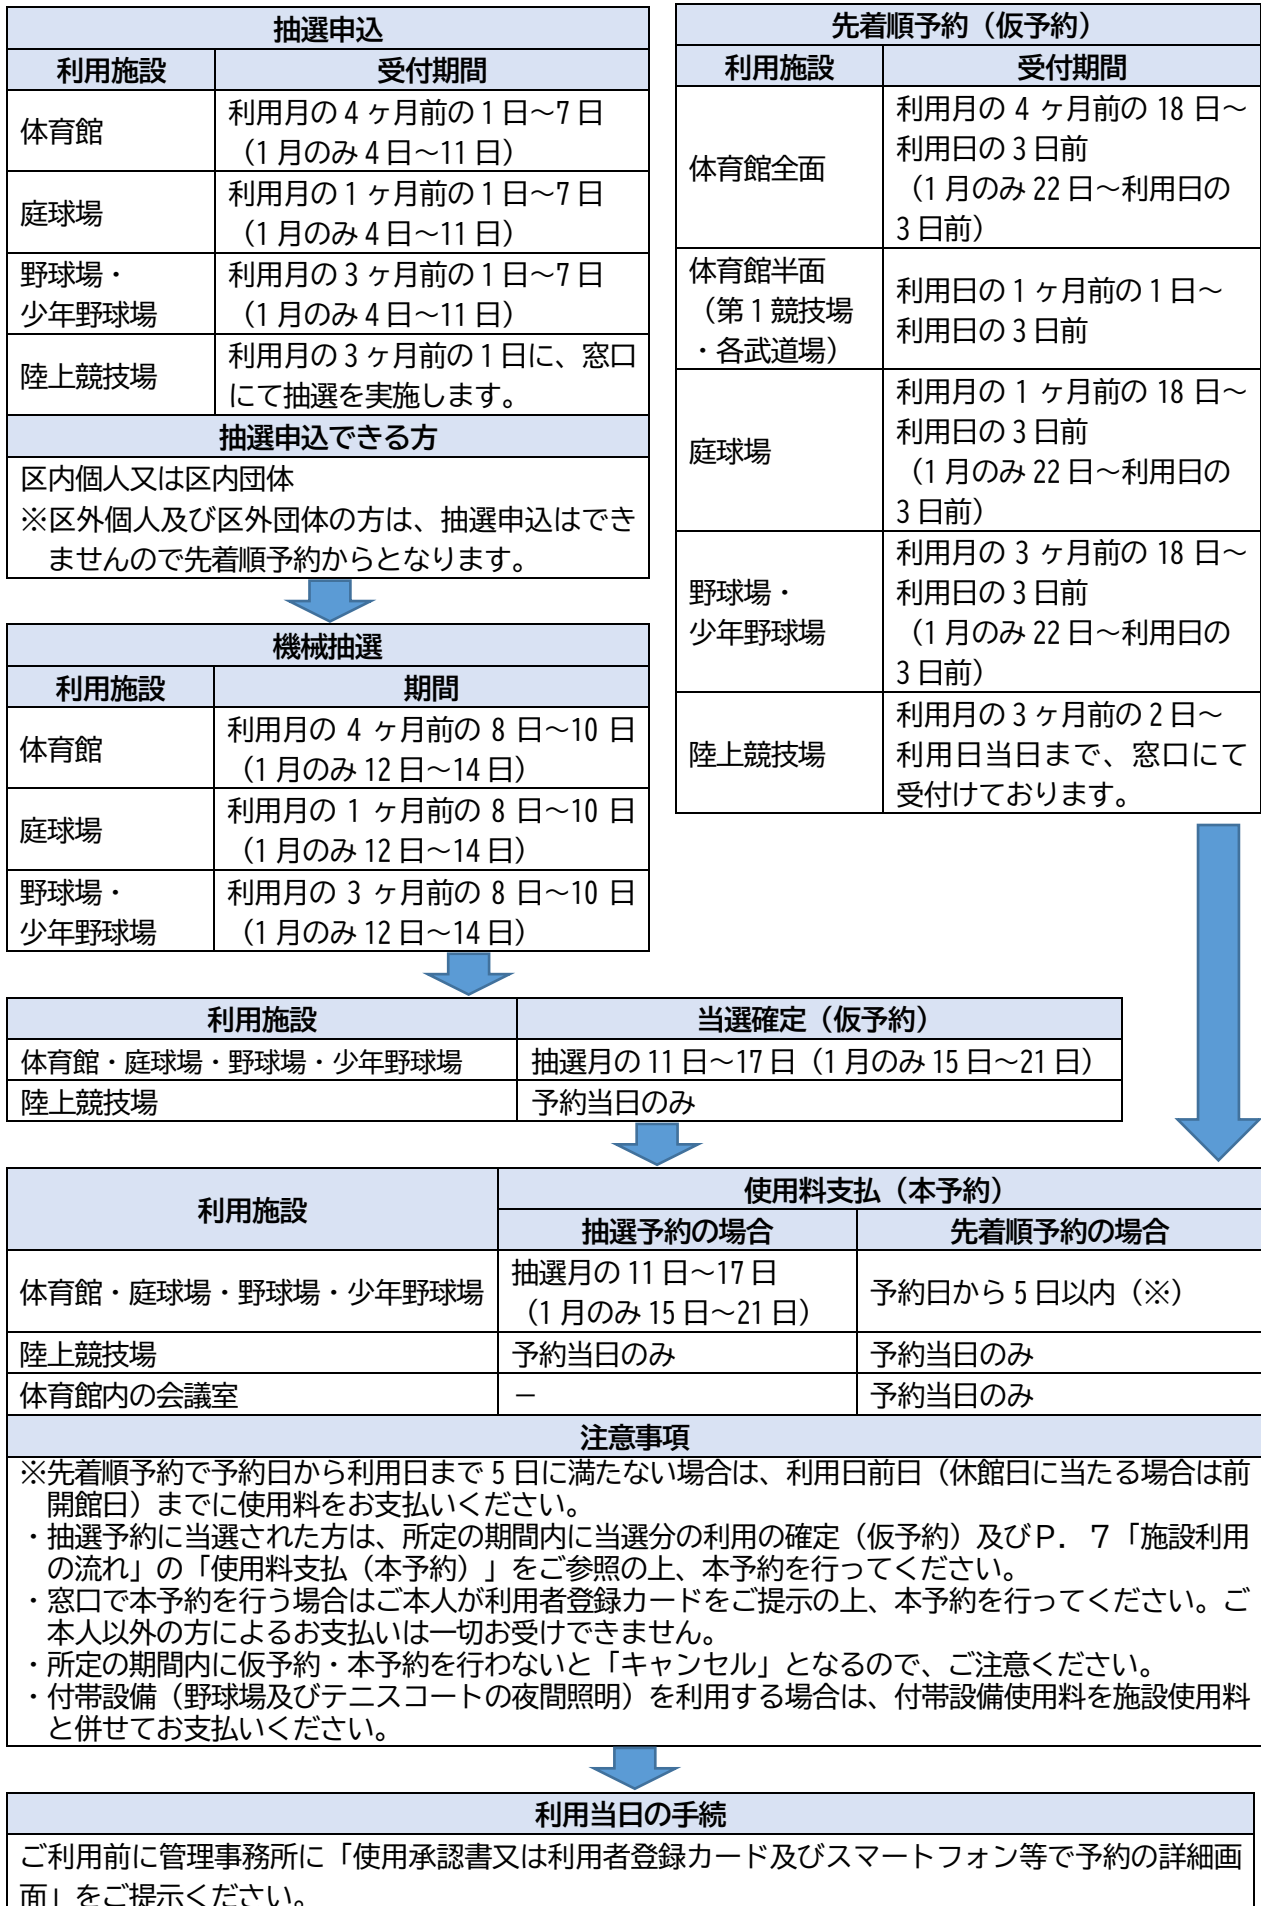 抽選申込
利用施設 受付期間
体育館 利用月の4ヶ月前の1日～7日
（1月のみ4日～11日）
庭球場 利用月の1ヶ月前の1日～7日
（1月のみ4日～11日）
野球場・ 利用月の3ヶ月前の1日～7日
少年野球場 （1月のみ4日～11日）
陸上競技場 利用月の3ヶ月前の1日に、窓口
にて抽選を実施します。
抽選申込できる方
区内個人又は区内団体
※区外個人及び区外団体の方は、抽選申込はでき
ませんので先着順予約からとなります。
機械抽選
利用施設 期間
体育館 利用月の4ヶ月前の8日～10日
（1月のみ12日～14日）
庭球場 利用月の1ヶ月前の8日～10日
（1月のみ12日～14日）
野球場・ 利用月の3ヶ月前の8日～10日
少年野球場 （1月のみ12日～14日）
先着順予約（仮予約）
利用施設 受付期間
体育館全面 利用月の4ヶ月前の18日～
利用日の3日前
（1月のみ22日～利用日の
3日前）
体育館半面
（第1競技場
・各武道場）
利用日の1ヶ月前の1日～
利用日の3日前
庭球場 利用月の1ヶ月前の18日～
利用日の3日前
（1月のみ22日～利用日の
3日前）
野球場・
少年野球場
利用月の3ヶ月前の18日～
利用日の3日前
（1月のみ22日～利用日の
3日前）
陸上競技場 利用月の3ヶ月前の2日～
利用日当日まで、窓口にて
受付けております。
利用施設 当選確定（仮予約）
体育館・庭球場・野球場・少年野球場 抽選月の11日～17日（1月のみ15日～21日）
陸上競技場 予約当日のみ
利用施設 使用料支払（本予約）
抽選予約の場合 先着順予約の場合
体育館・庭球場・野球場・少年野球場 抽選月の11日～17日
（1月のみ15日～21日） 予約日から5日以内（※）
陸上競技場 予約当日のみ 予約当日のみ
体育館内の会議室 － 予約当日のみ
注意事項
※先着順予約で予約日から利用日まで5日に満たない場合は、利用日前日（休館日に当たる場合は前
開館日）までに使用料をお支払いください。
・抽選予約に当選された方は、所定の期間内に当選分の利用の確定（仮予約）及びP．7「施設利用
の流れ」の「使用料支払（本予約）」をご参照の上、本予約を行ってください。
・窓口で本予約を行う場合はご本人が利用者登録カードをご提示の上、本予約を行ってください。ご
本人以外の方によるお支払いは一切お受けできません。
・所定の期間内に仮予約・本予約を行わないと「キャンセル」となるので、ご注意ください。
・付帯設備（野球場及びテニスコートの夜間照明）を利用する場合は、付帯設備使用料を施設使用料
と併せてお支払いください。
利用当日の手続
ご利用前に管理事務所に「使用承認書又は利用者登録カード及びスマートフォン等で予約の詳細画
面」をご提示ください。